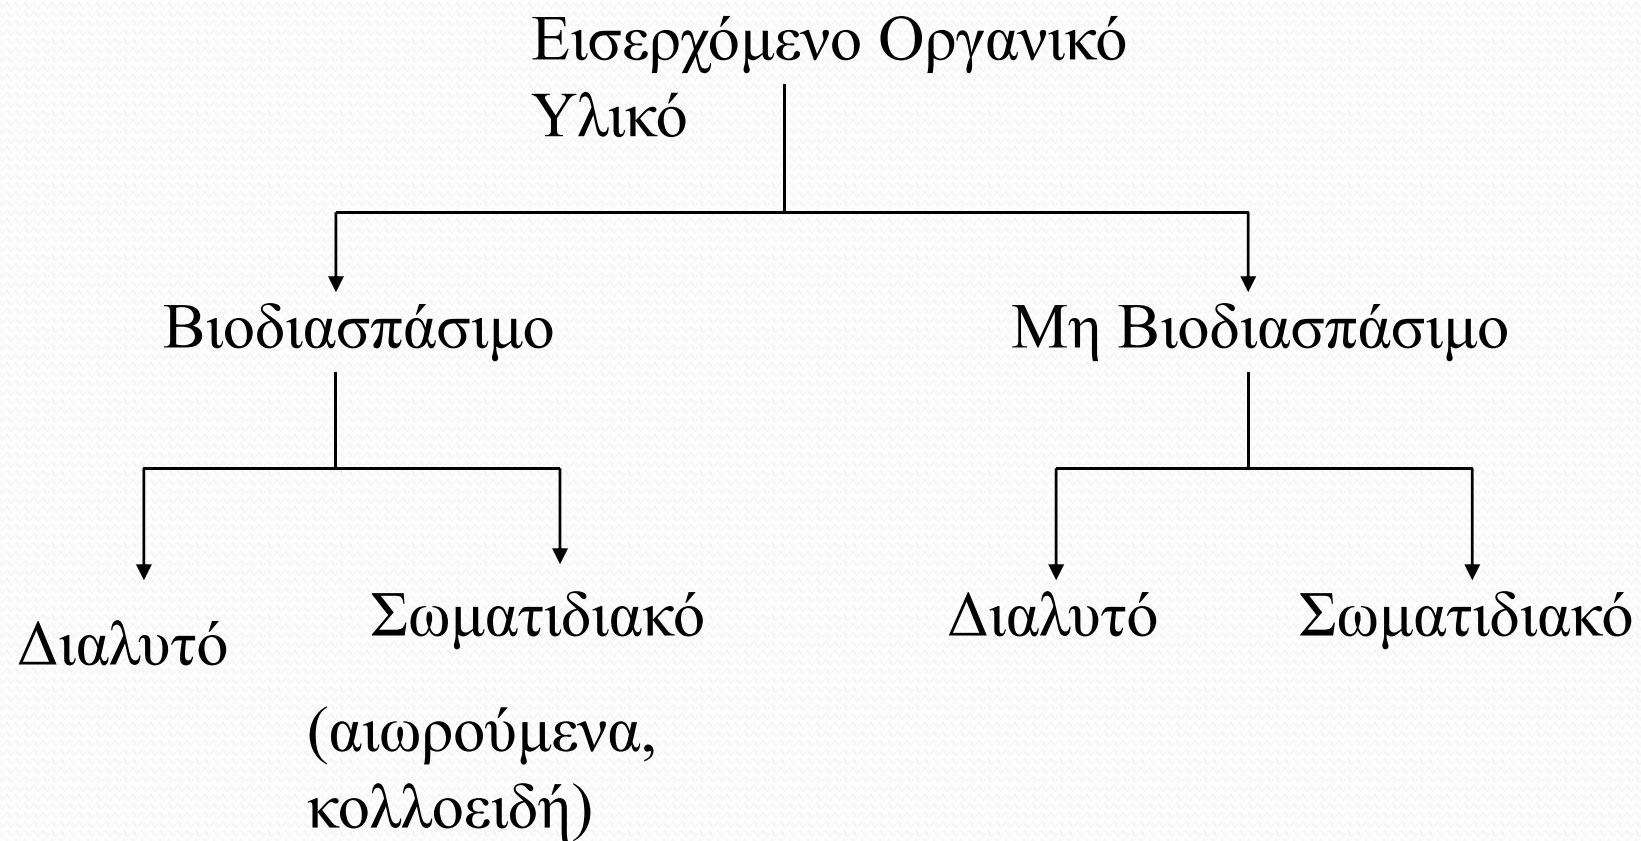 Εισερχόμενο Οργανικό
Υλικό
Βιοδιασπάσιμο
Μη Βιοδιασπάσιμο
Διαλυτό
Σωματιδιακό
(αιωρούμενα,
κολλοειδή)
Διαλυτό
Σωματιδιακό